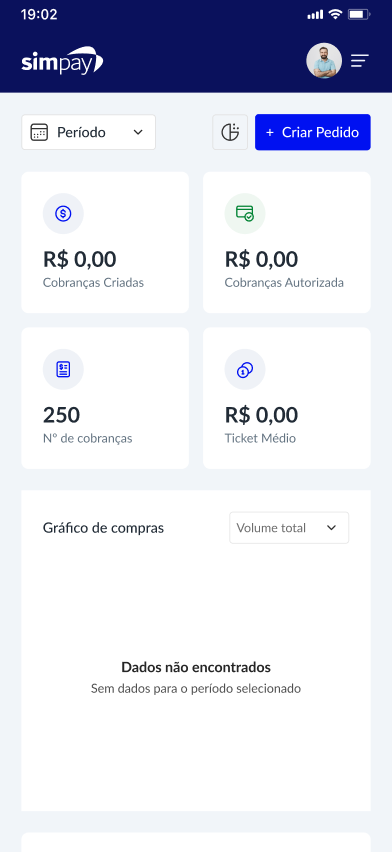 19:02
simpay
Período
+ Criar Pedido
R$ 0,00
Cobranças Criadas
R$ 0,00
Cobranças Autorizada
250
Nº de cobranças
R$ 0,00
Ticket Médio
Gráfico de compras
Volume total
Dados não encontrados
Sem dados para o período selecionado